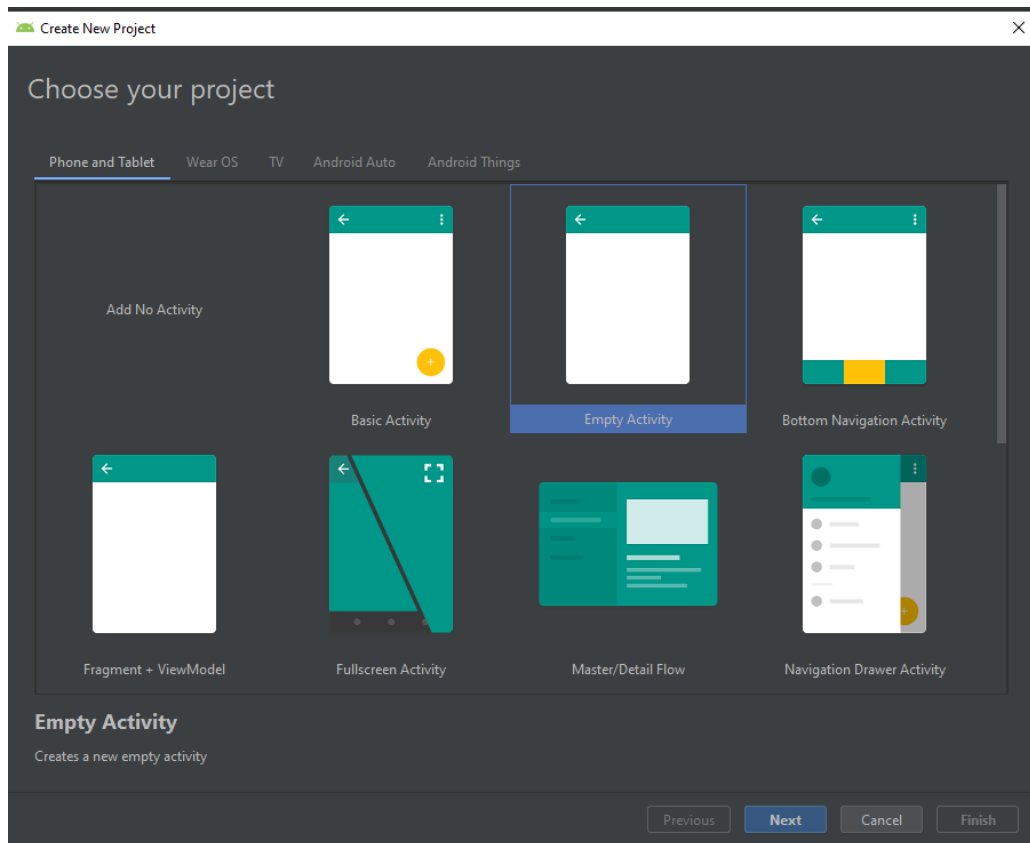 Create New Project
Choose your project
Phone and Tablet Wear OS TV Android Auto Android Things
Add No Activity
Basic Activity Empty Activity Bottom Navigation Activity
Fragment + ViewModel Fullscreen Activity Master/Detail Flow Navigation Drawer Activity
Empty Activity
Creates a new empty activity
Previous Next Cancel Finish